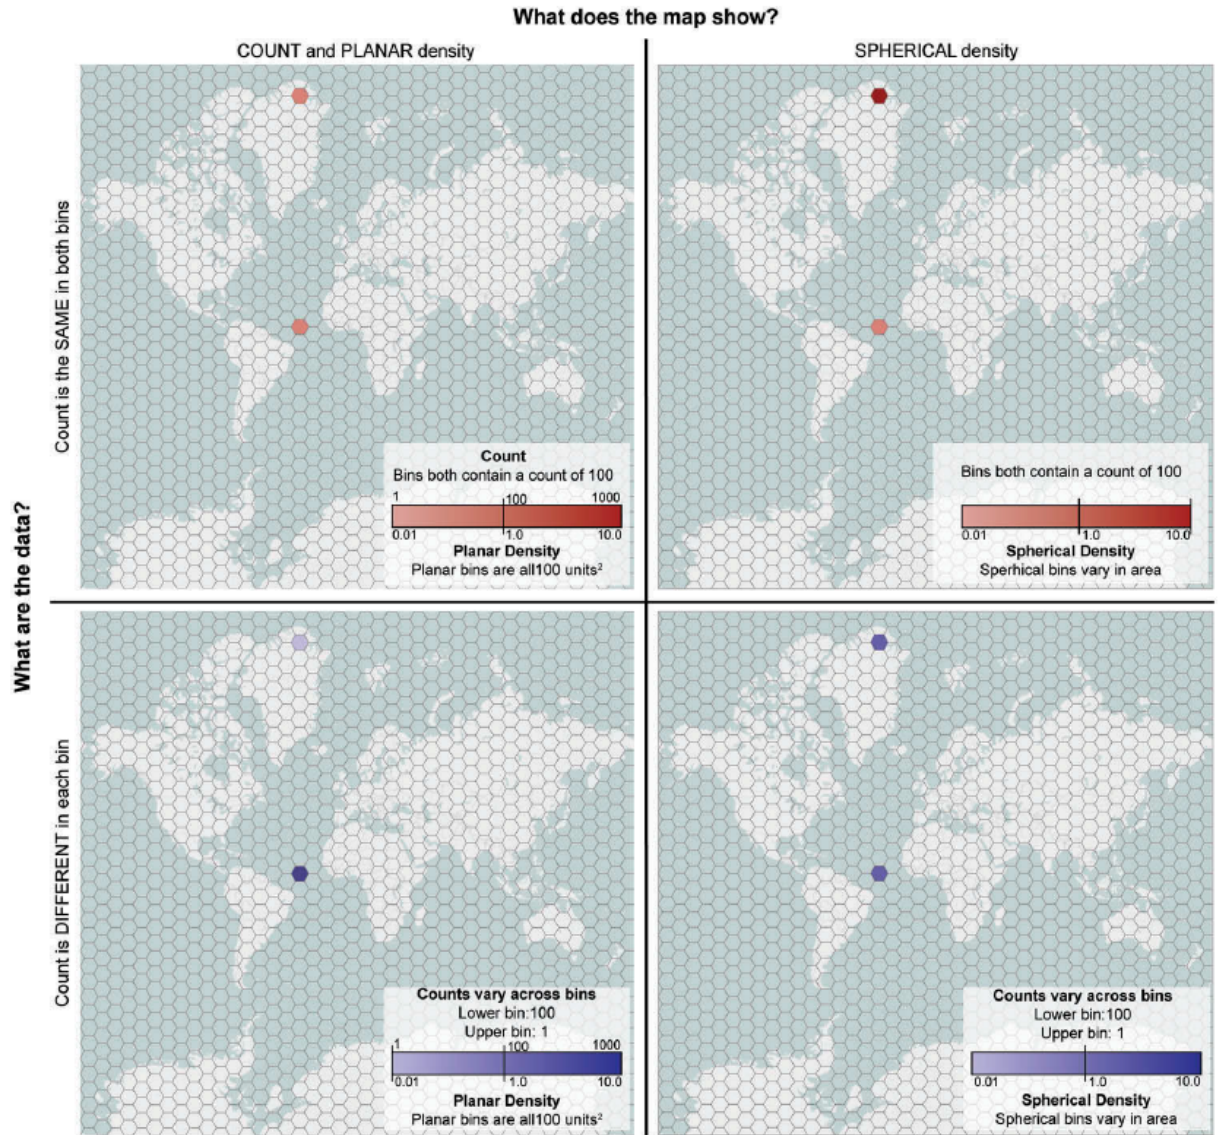 What does the map show?
COUNT and PLANAR density
SPHERICAL density
What are the data?
Count is the SAME in both bins
Count
Bins both contain a count of 100
1 100 1000
0.01 1.0 10.0
Planar Density
Planar bins are all100 units²
Bins both contain a count of 100
0.01 1.0 10.0
Spherical Density
Sperhical bins vary in area
Count is DIFFERENT in each bin
Counts vary across bins
Lower bin:100
Upper bin: 1
1 100 1000
0.01 1.0 10.0
Planar Density
Planar bins are all100 units²
Counts vary across bins
Lower bin:100
Upper bin: 1
0.01 1.0 10.0
Spherical Density
Spherical bins vary in area